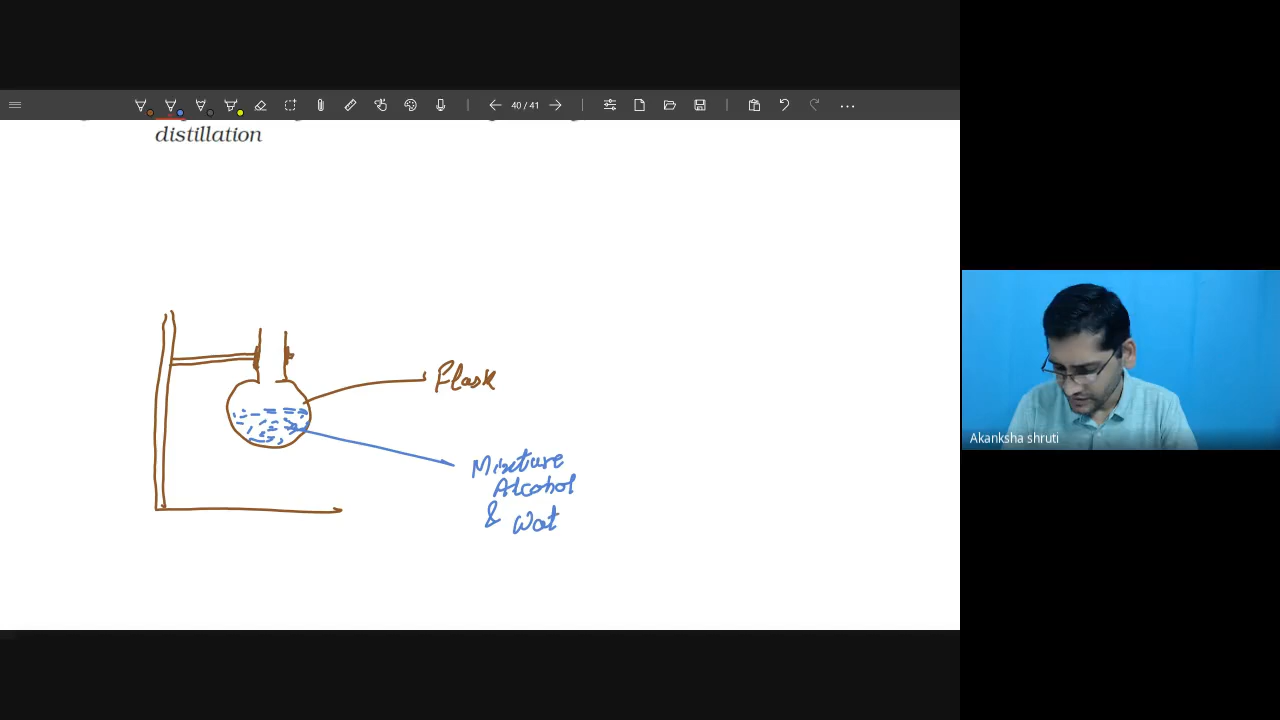 40 / 41
distillation
Flask
Mixture
Alcohol
& Wat
Akanksha shruti